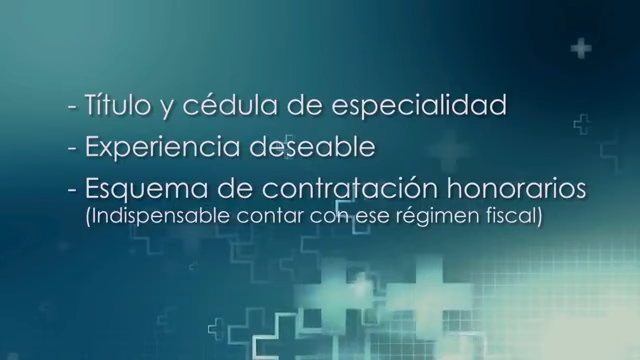 - Título y cédula de especialidad
- Experiencia deseable
- Esquema de contratación honorarios
(Indispensable contar con ese régimen fiscal)